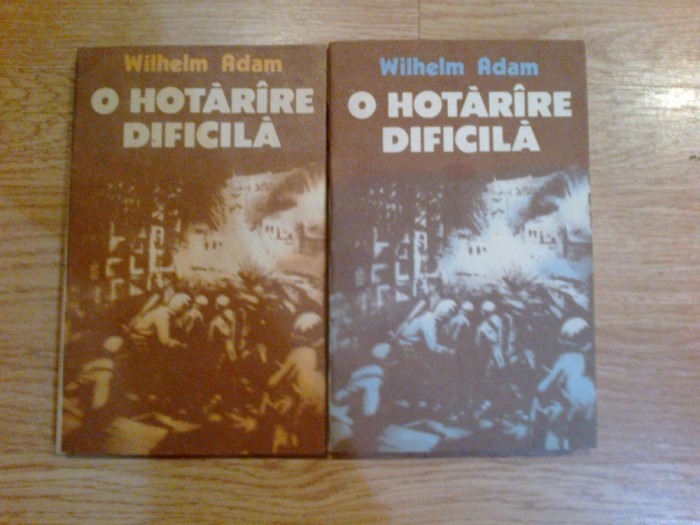 Wilhelm Adam
O HOTĂRÎRE
DIFICILĂ
Wilhelm Adam
O HOTĂRÎRE
DIFICILĂ